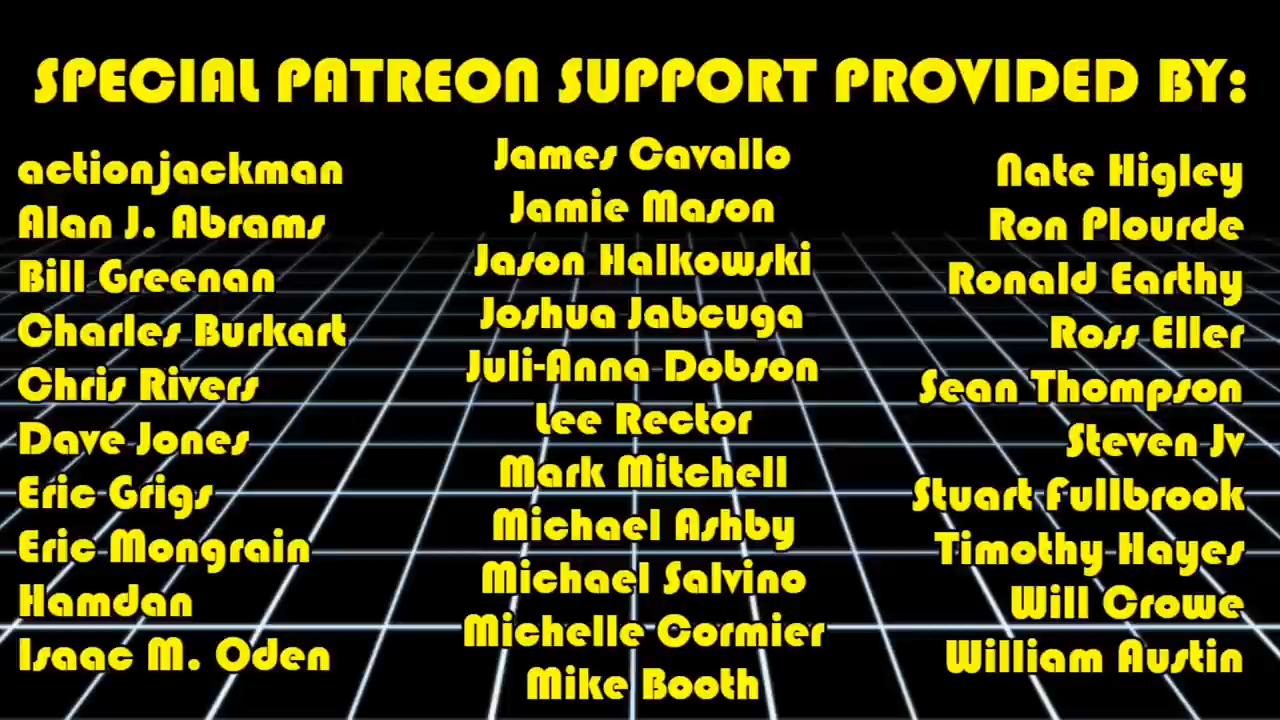 SPECIAL PATREON SUPPORT PROVIDED BY:
actionjackman
Alan J. Abrams
Bill Greenan
Charles Burkart
Chris Rivers
Dave Jones
Eric Grigs
Eric Mongrain
Hamdan
Isaac M. Oden
James Cavallo
Jamie Mason
Jason Halkowski
Joshua Jabcuga
Juli-Anna Dobson
Lee Rector
Mark Mitchell
Michael Ashby
Michael Salvino
Michelle Cormier
Mike Booth
Nate Higley
Ron Plourde
Ronald Earthy
Ross Eller
Sean Thompson
Steven Jv
Stuart Fullbrook
Timothy Hayes
Will Crowe
William Austin